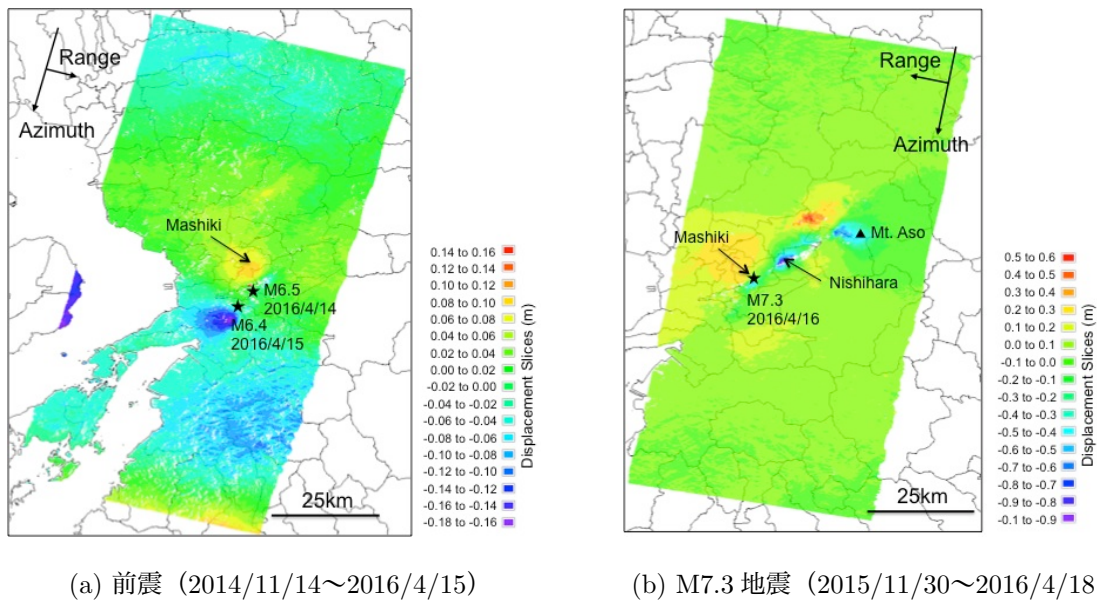 Range
Azimuth
Mashiki
M6.5
2016/4/14
M6.4
2016/4/15
25km
0.14 to 0.16
0.12 to 0.14
0.10 to 0.12
0.08 to 0.10
0.06 to 0.08
0.04 to 0.06
0.02 to 0.04
0.00 to 0.02
-0.02 to 0.00
-0.04 to -0.02
-0.06 to -0.04
-0.08 to -0.06
-0.10 to -0.08
-0.12 to -0.10
-0.14 to -0.12
-0.16 to -0.14
-0.18 to -0.16
Displacement Slices (m)
(a) 前震（2014/11/14〜2016/4/15）
Range
Azimuth
Mashiki
Mt. Aso
Nishihara
M7.3
2016/4/16
25km
0.5 to 0.6
0.4 to 0.5
0.3 to 0.4
0.2 to 0.3
0.1 to 0.2
0.0 to 0.1
-0.1 to 0.0
-0.2 to -0.1
-0.3 to -0.2
-0.4 to -0.3
-0.5 to -0.4
-0.6 to -0.5
-0.7 to -0.6
-0.8 to -0.7
-0.9 to -0.8
-0.1 to -0.9
Displacement Slices (m)
(b) M7.3 地震（2015/11/30〜2016/4/18